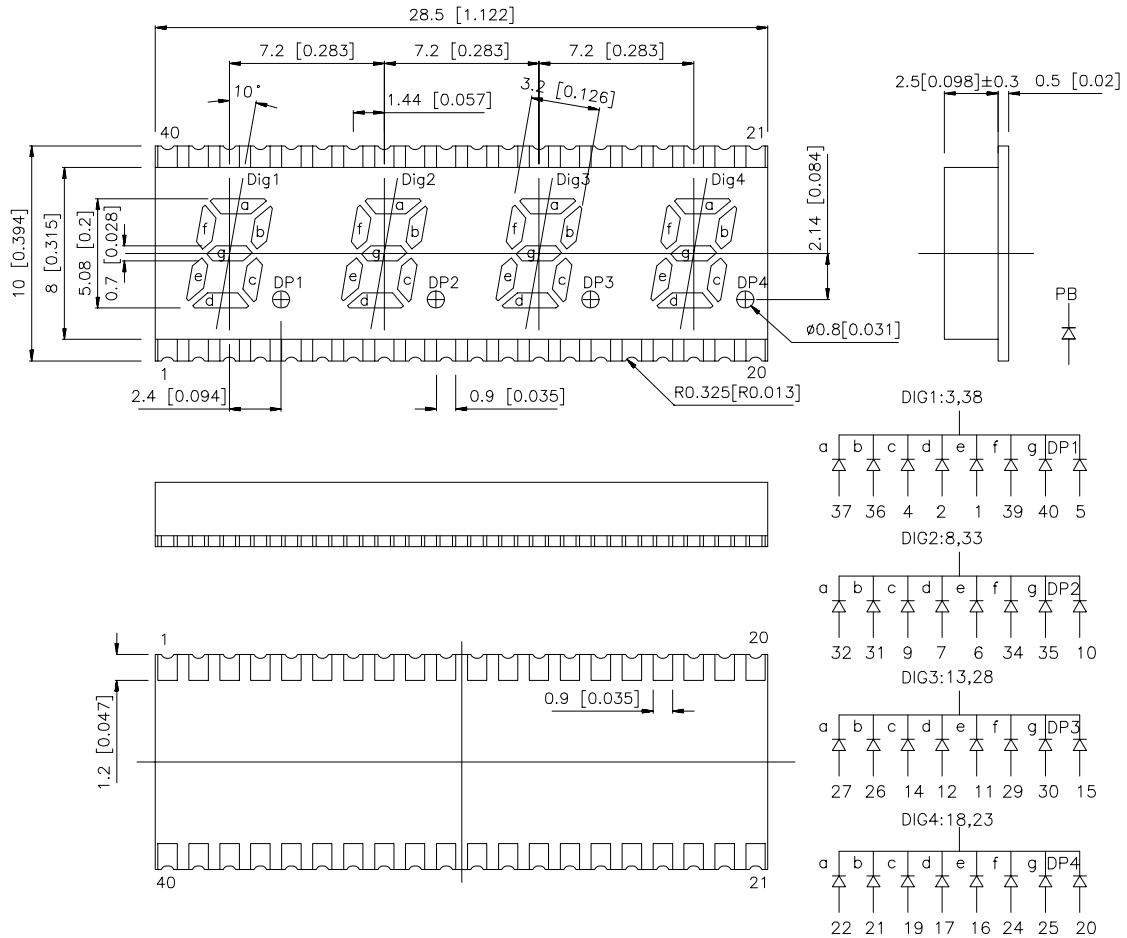 28.5 [1.122]
7.2 [0.283] 7.2 [0.283] 7.2 [0.283]
10° 1.44 [0.057] 3.2 [0.126]
2.5[0.098]±0.3 0.5 [0.02]
40 21
Dig1 Dig2 Dig3 Dig4
a a a a
f b f b f b f b
g g g g
e c e c e c e c
d d d d
DP1 DP2 DP3 DP4
10 [0.394]
8 [0.315]
5.08 [0.2]
0.7 [0.028]
2.14 [0.084]
PB
ø0.8[0.031]
1 20
2.4 [0.094] 0.9 [0.035] R0.325[R0.013]
DIG1:3,38
a b c d e f g DP1
37 36 4 2 1 39 40 5
DIG2:8,33
a b c d e f g DP2
32 31 9 7 6 34 35 10
1 20
0.9 [0.035]
1.2 [0.047]
40 21
DIG3:13,28
a b c d e f g DP3
27 26 14 12 11 29 30 15
DIG4:18,23
a b c d e f g DP4
22 21 19 17 16 24 25 20